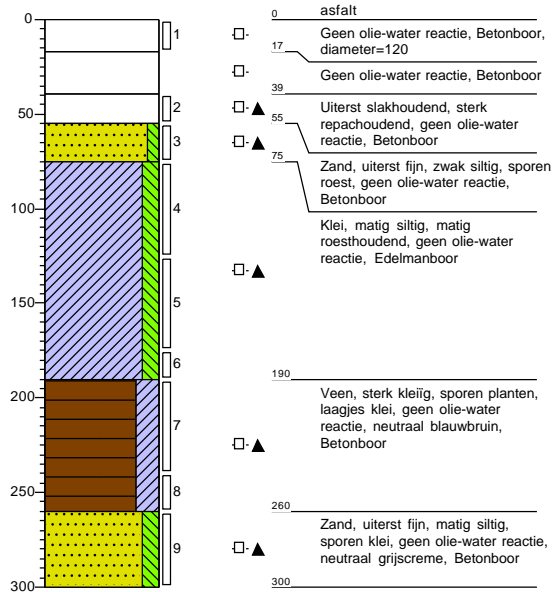 0
50
100
150
200
250
300
1
2
3
4
5
6
7
8
9
0
asfalt
Geen olie-water reactie, Betonboor,
diameter=120
17
Geen olie-water reactie, Betonboor
39
Uiterst slakhoudend, sterk
repachoudend, geen olie-water
reactie, Betonboor
55
Zand, uiterst fijn, zwak siltig, sporen
roest, geen olie-water reactie,
Betonboor
75
Klei, matig siltig, matig
roesthoudend, geen olie-water
reactie, Edelmanboor
190
Veen, sterk kleiïg, sporen planten,
laagjes klei, geen olie-water
reactie, neutraal blauwbruin,
Betonboor
260
Zand, uiterst fijn, matig siltig,
sporen klei, geen olie-water reactie,
neutraal grijscreme, Betonboor
300